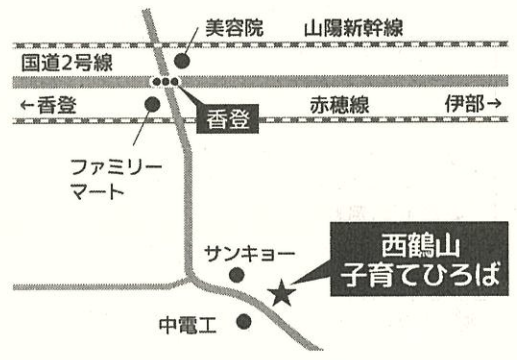 美容院
山陽新幹線
国道2号線
←香登
香登
赤穂線
伊部→
ファミリー
マート
サンキョー
西鶴山
子育てひろば
中電工